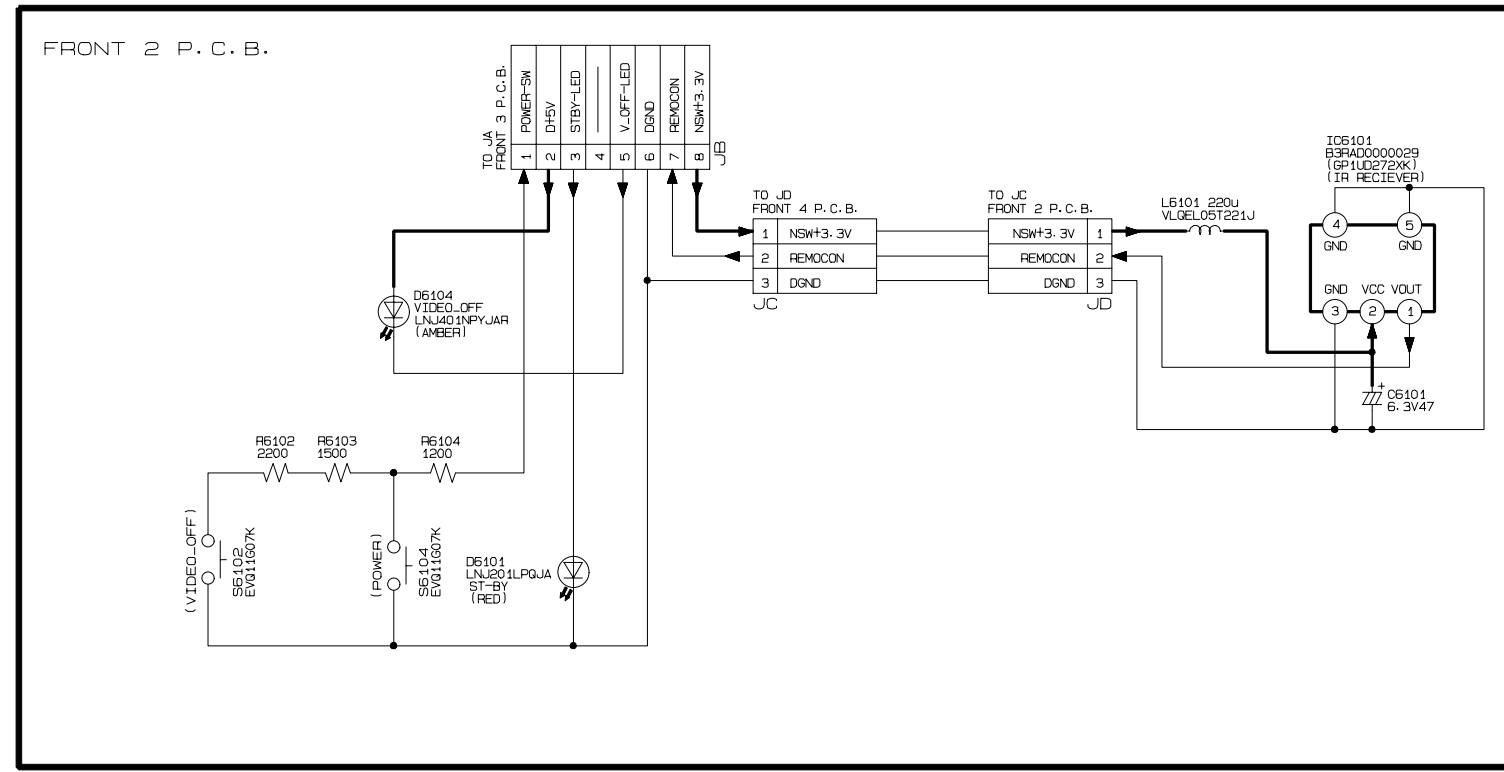 FRONT 2 P.C.B.
TO JA
FRONT 3 P.C.B.
POWER-SW
D+5V
STBY-LED
V_OFF-LED
DGND
REMOCON
NSW+3.3V
1 2 3 4 5 6 7 8
JB
TO JD
FRONT 4 P.C.B.
1 NSW+3.3V
2 REMOCON
3 DGND
JC
TO JC
FRONT 2 P.C.B.
NSW+3.3V 1
REMOCON 2
DGND 3
JD
L6101 220u
VLQEL05T221J
IC6101
B3RAD0000029
(GP1UD272XK)
(IR RECIEVER)
4 5
GND GND
GND VCC VOUT
3 2 1
+
C6101
6.3V47
D6104
VIDEO_OFF
LNJ401NPYJAR
(AMBER)
R6102
2200
R6103
1500
R6104
1200
(VIDEO_OFF)
S6102
EVQ11G07K
(POWER)
S6104
EVQ11G07K
D6101
LNJ201LPQJA
ST-BY
(RED)